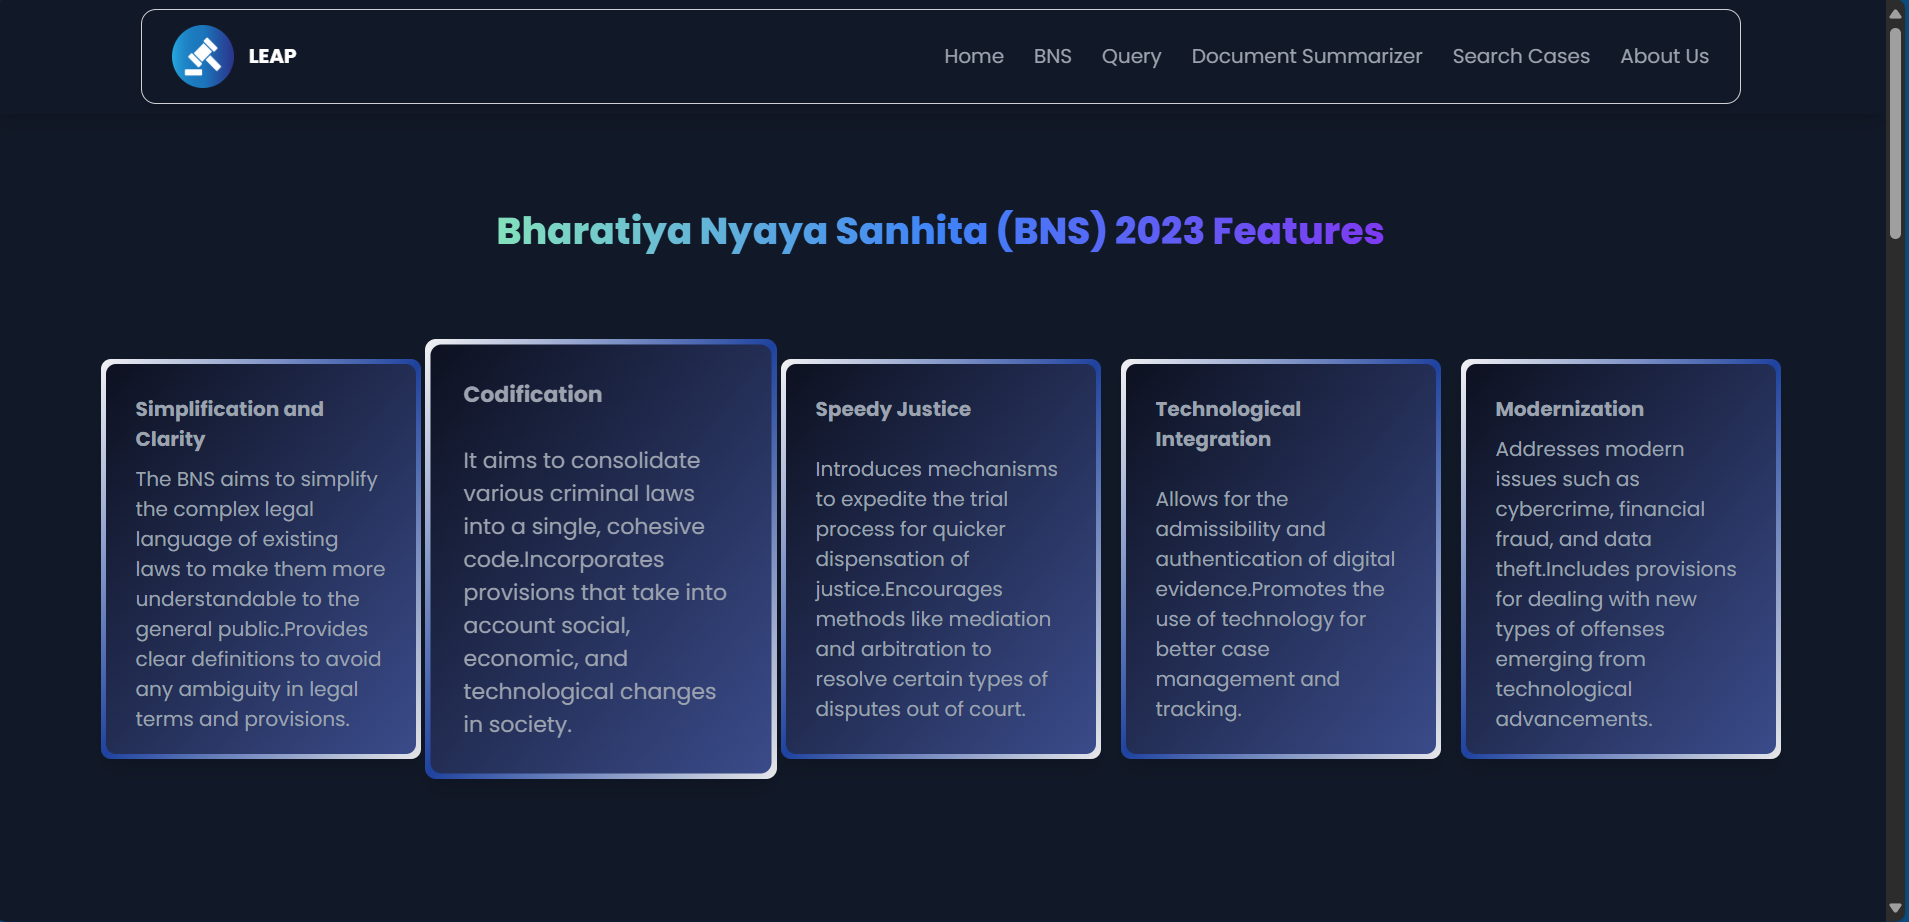 LEAP
Home BNS Query Document Summarizer Search Cases About Us
Bharatiya Nyaya Sanhita (BNS) 2023 Features
Simplification and
Clarity
The BNS aims to simplify
the complex legal
language of existing
laws to make them more
understandable to the
general public.Provides
clear definitions to avoid
any ambiguity in legal
terms and provisions.
Codification
It aims to consolidate
various criminal laws
into a single, cohesive
code.Incorporates
provisions that take into
account social,
economic, and
technological changes
in society.
Speedy Justice
Introduces mechanisms
to expedite the trial
process for quicker
dispensation of
justice.Encourages
methods like mediation
and arbitration to
resolve certain types of
disputes out of court.
Technological
Integration
Allows for the
admissibility and
authentication of digital
evidence.Promotes the
use of technology for
better case
management and
tracking.
Modernization
Addresses modern
issues such as
cybercrime, financial
fraud, and data
theft.Includes provisions
for dealing with new
types of offenses
emerging from
technological
advancements.